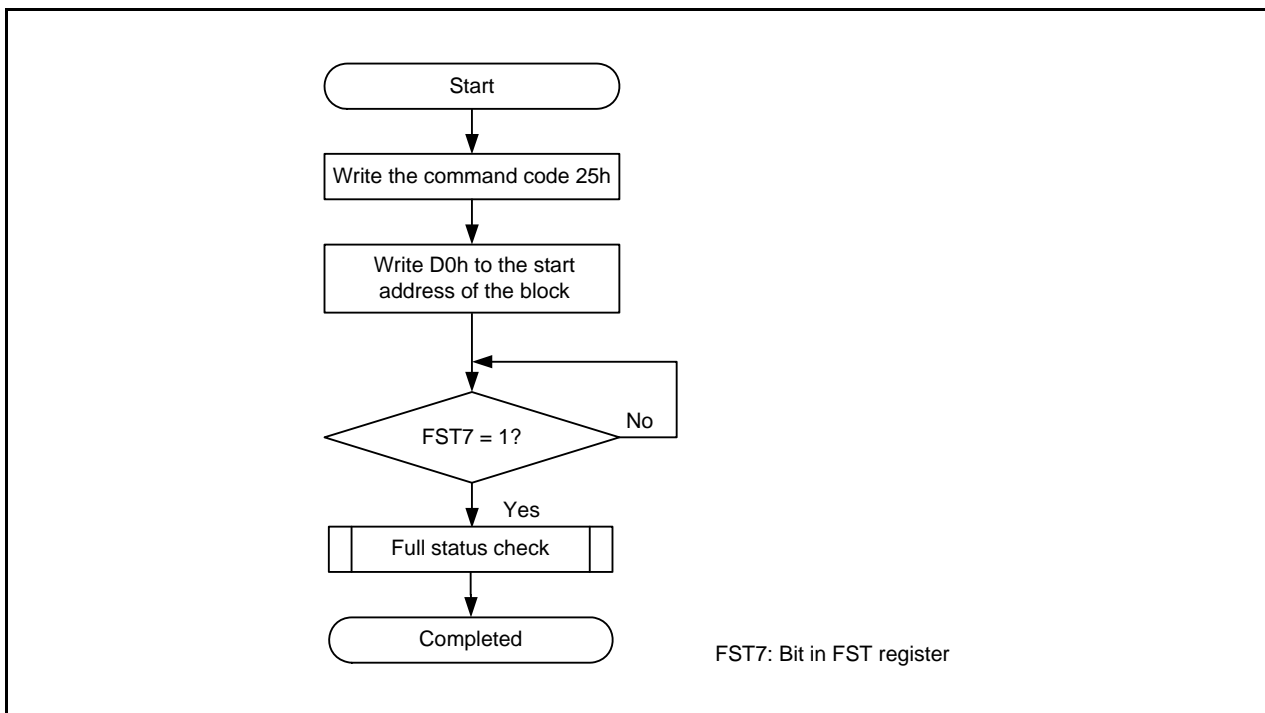 Start
Write the command code 25h
Write D0h to the start
address of the block
No
FST7 = 1?
Yes
Full status check
Completed
FST7: Bit in FST register